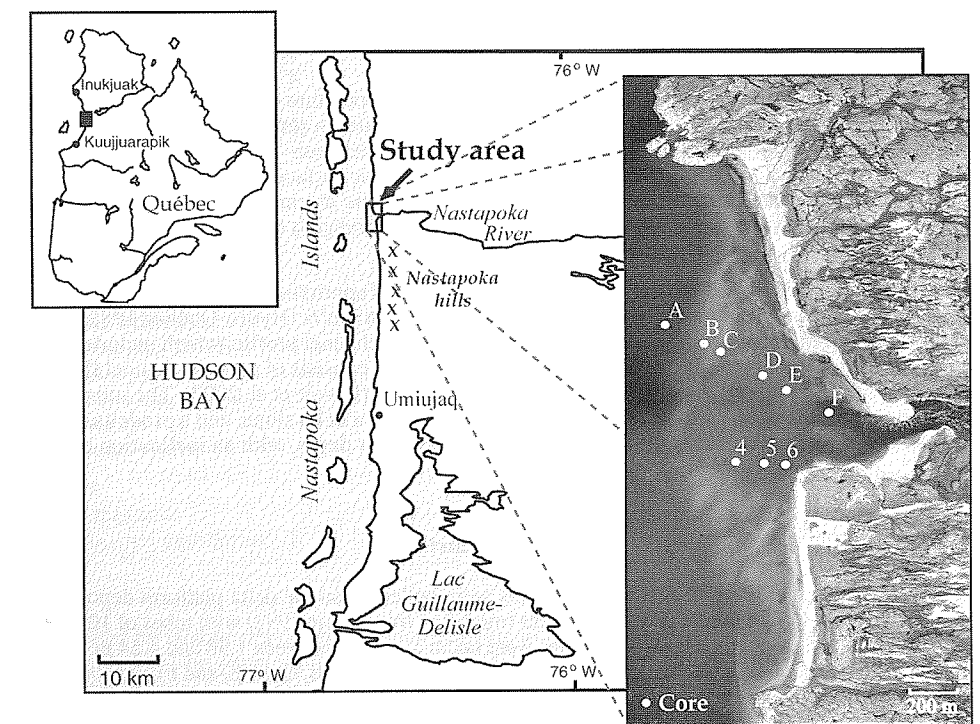 Inukjuak
Kuujjuarapik
Québec
76° W
Study area
Nastapoka
River
Islands
Nastapoka
hills
x
x
x
x
x
HUDSON
BAY
Umiujaq
Nastapoka
Lac
Guillaume-
Delisle
10 km
77° W
76° W
A
B
C
D
E
F
4
5
6
Core
200 m